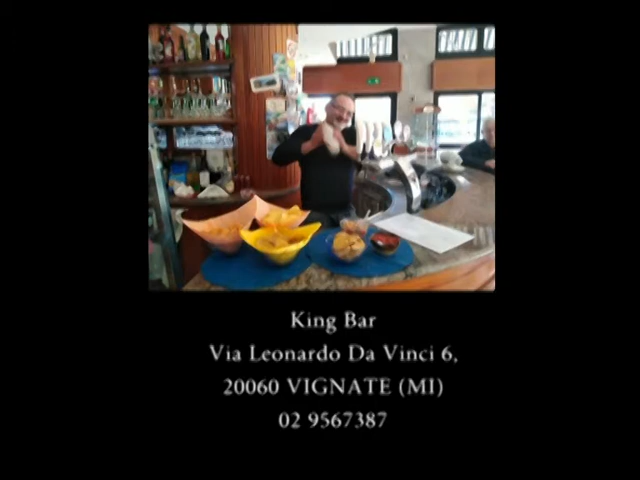 King Bar
Via Leonardo Da Vinci 6,
20060 VIGNATE (MI)
02 9567387